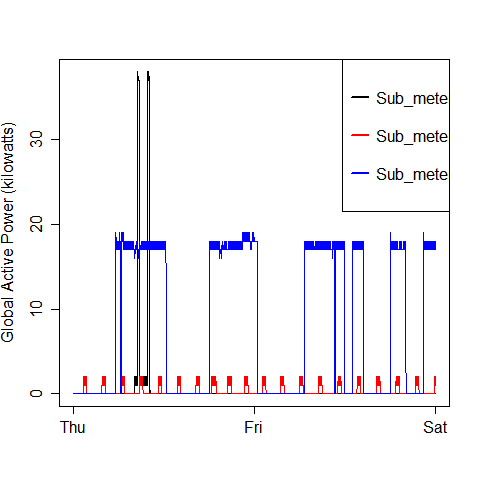 Global Active Power (kilowatts)
30
20
10
0
Thu
Fri
Sat
Sub_mete
Sub_mete
Sub_mete